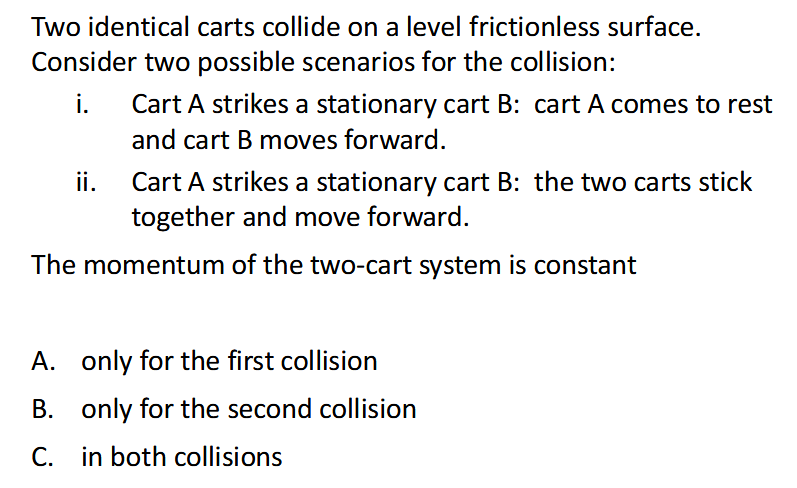 Two identical carts collide on a level frictionless surface.
Consider two possible scenarios for the collision:
i. Cart A strikes a stationary cart B:  cart A comes to rest
and cart B moves forward.
ii. Cart A strikes a stationary cart B:  the two carts stick
together and move forward.
The momentum of the two-cart system is constant
A. only for the first collision
B. only for the second collision
C. in both collisions